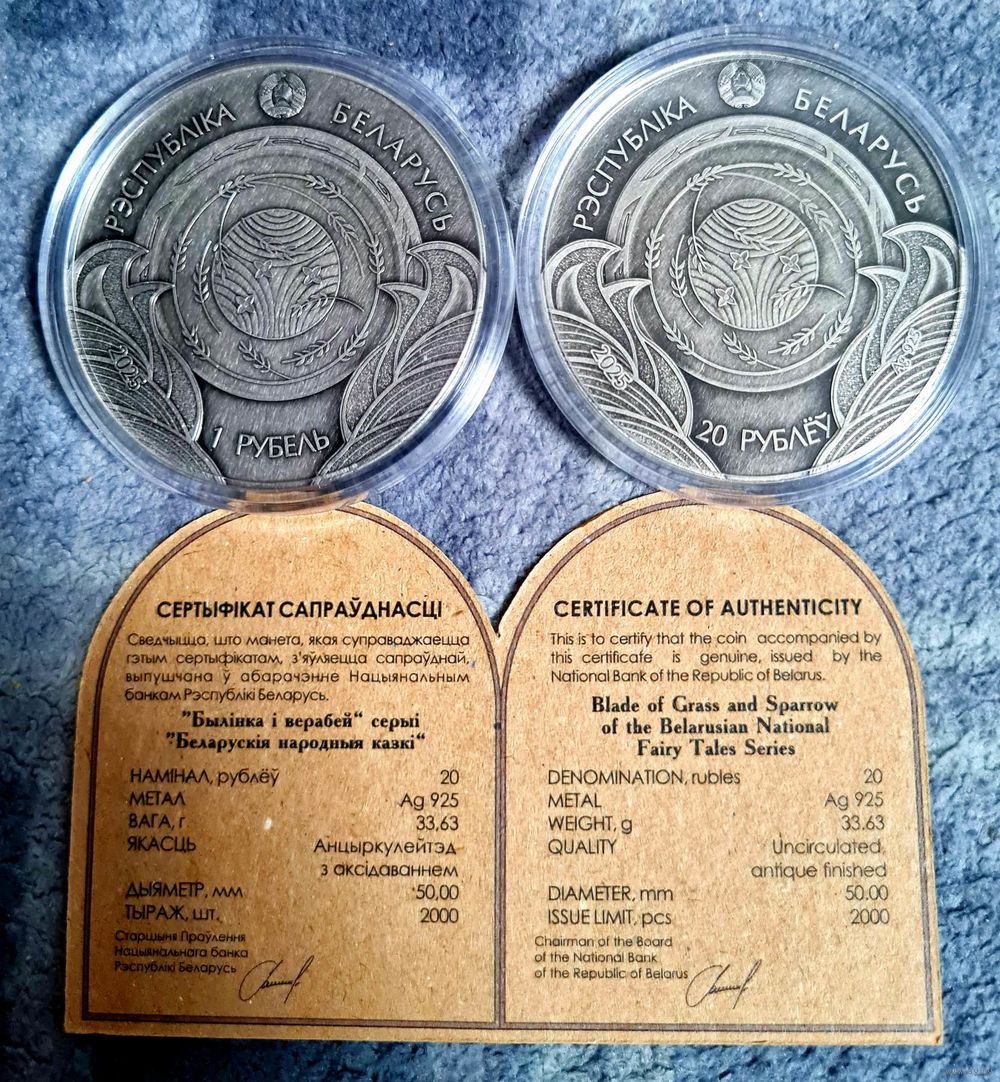 РЭСПУБЛІКА БЕЛАРУСЬ
2025
1 РУБЕЛЬ
РЭСПУБЛІКА БЕЛАРУСЬ
2025
Ag 925
20 РУБЛЁЎ
СЕРТЫФІКАТ САПРАЎДНАСЦІ
Сведчыцца, што манета, якая суправаджаецца
гэтым сертыфікатам, з'яўляецца сапраўднай,
выпушчана ў абарачэнне Нацыянальным
банкам Рэспублікі Беларусь.
"Былінка і верабей" серыі
"Беларускія народныя казкі"
НАМІНАЛ, рублёў 20
МЕТАЛ Ag 925
ВАГА, г 33,63
ЯКАСЦЬ Анцыркулейтэд
з аксідаваннем
ДЫЯМЕТР, мм 50,00
ТЫРАЖ, шт. 2000
Старшыня Праўлення
Нацыянальнага банка
Рэспублікі Беларусь
CERTIFICATE OF AUTHENTICITY
This is to certify that the coin accompanied by
this certificate is genuine, issued by the
National Bank of the Republic of Belarus.
Blade of Grass and Sparrow
of the Belarusian National
Fairy Tales Series
DENOMINATION, rubles 20
METAL Ag 925
WEIGHT, g 33.63
QUALITY Uncirculated,
antique finished
DIAMETER, mm 50.00
ISSUE LIMIT, pcs 2000
Chairman of the Board
of the National Bank
of the Republic of Belarus